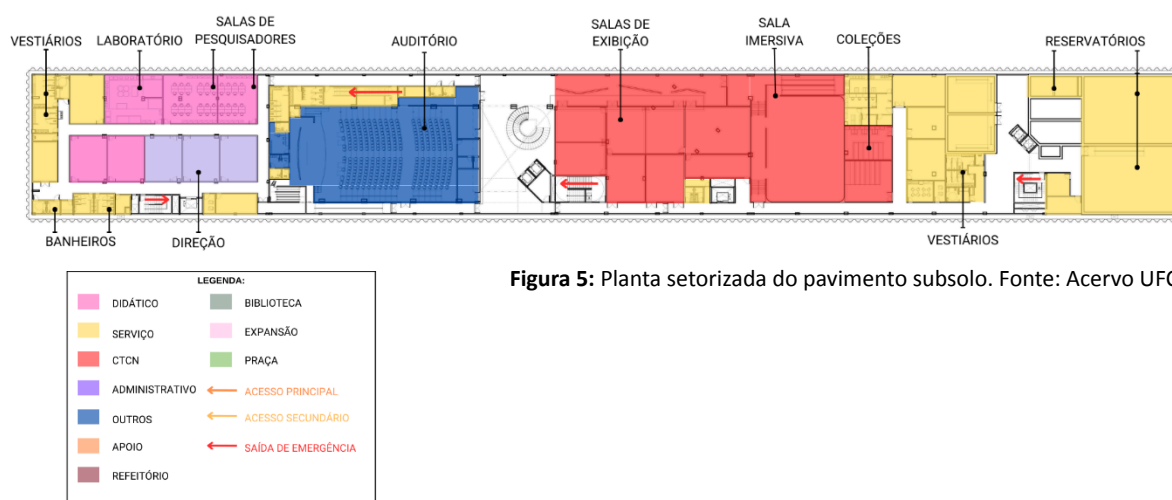 VESTIÁRIOS
LABORATÓRIO
SALAS DE
PESQUISADORES
AUDITÓRIO
SALAS DE
EXIBIÇÃO
SALA
IMERSIVA
COLEÇÕES
RESERVATÓRIOS
BANHEIROS
DIREÇÃO
VESTIÁRIOS
Figura 5: Planta setorizada do pavimento subsolo. Fonte: Acervo UFC
LEGENDA:
DIDÁTICO
SERVIÇO
CTCN
ADMINISTRATIVO
OUTROS
APOIO
REFEITÓRIO
BIBLIOTECA
EXPANSÃO
PRAÇA
ACESSO PRINCIPAL
ACESSO SECUNDÁRIO
SAÍDA DE EMERGÊNCIA